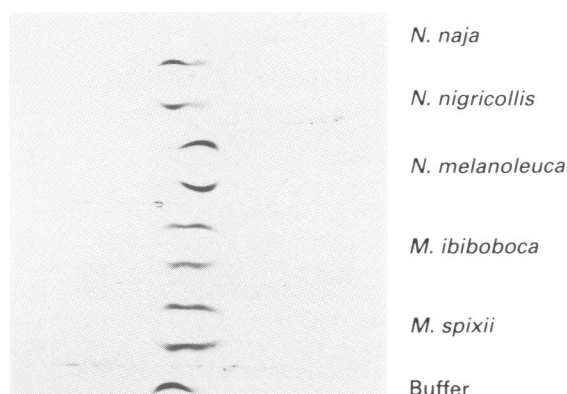 N. naja
N. nigricollis
N. melanoleuca
M. ibiboboca
M. spixii
Buffer